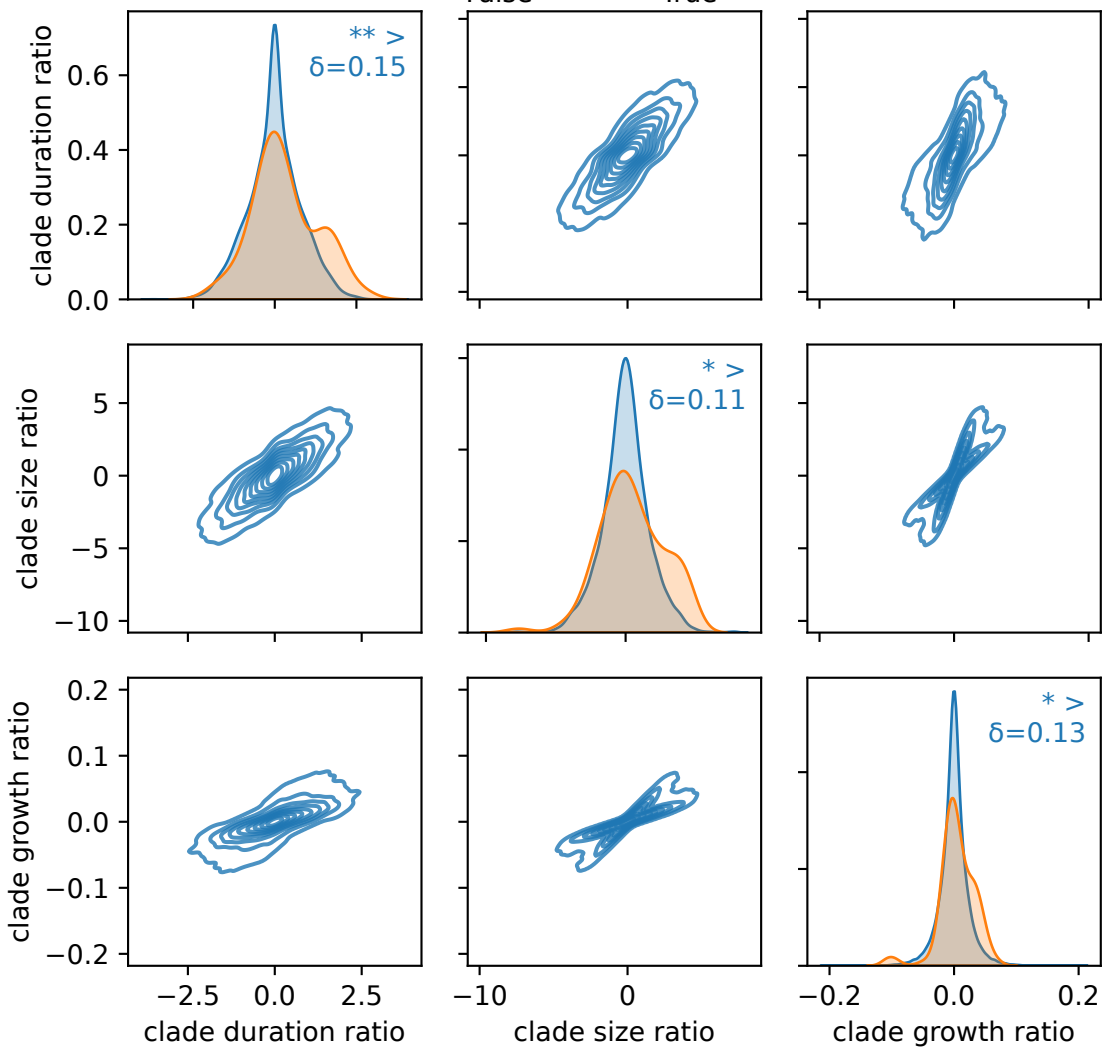 True
clade duration ratio
0.6
0.4
0.2
0.0
** >
δ=0.15
clade size ratio
5
0
−5
−10
* >
δ=0.11
clade growth ratio
0.2
0.1
0.0
−0.1
−0.2
* >
δ=0.13
−2.5 0.0 2.5
−10 0
−0.2 0.0 0.2
clade duration ratio
clade size ratio
clade growth ratio